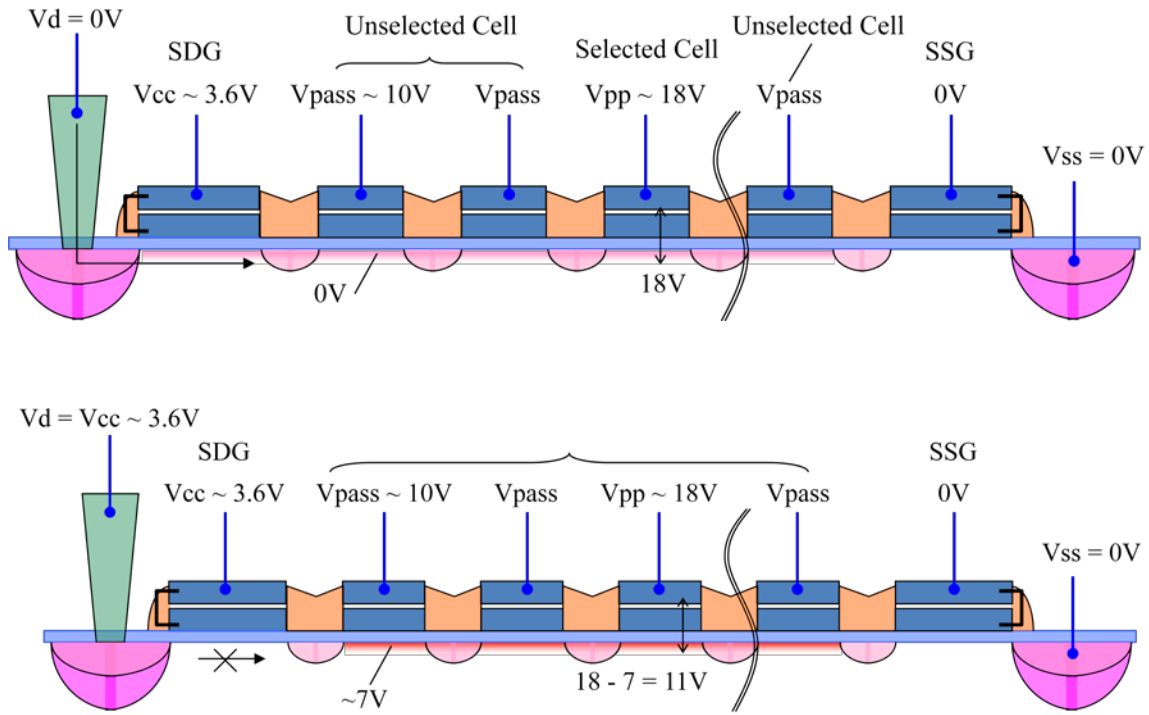 Vd = 0V
Unselected Cell
Unselected Cell
SDG
Selected Cell
SSG
Vcc ~ 3.6V
Vpass ~ 10V
Vpass
Vpp ~ 18V
Vpass
0V
Vss = 0V
0V
18V
Vd = Vcc ~ 3.6V
SDG
SSG
Vcc ~ 3.6V
Vpass ~ 10V
Vpass
Vpp ~ 18V
Vpass
0V
Vss = 0V
~7V
18 - 7 = 11V